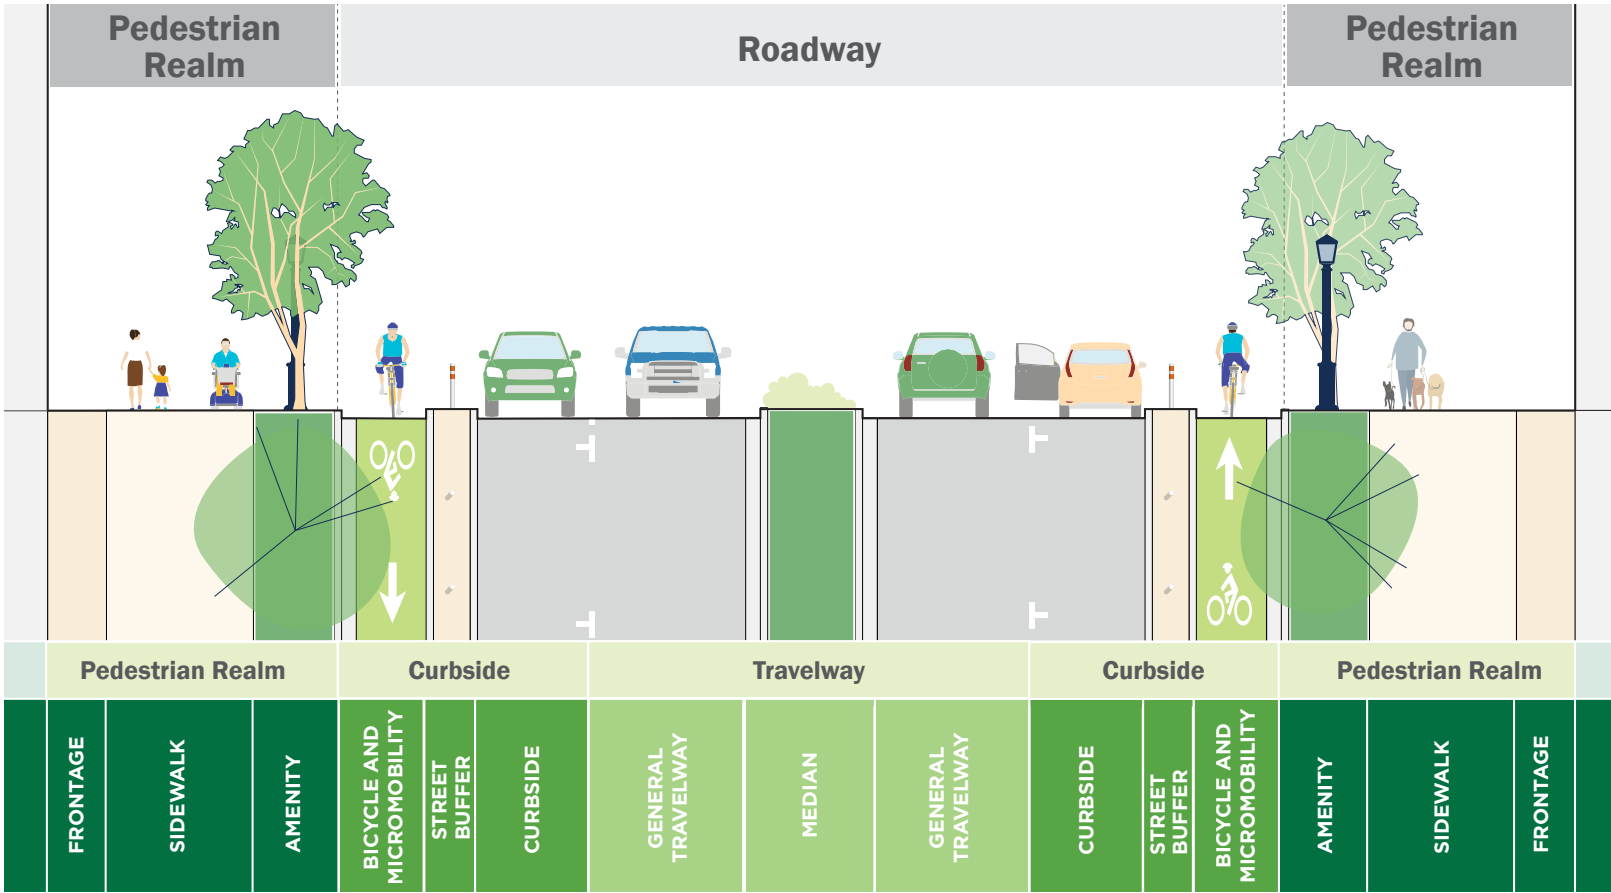 Pedestrian
Realm
Roadway
Pedestrian
Realm
Pedestrian Realm
Curbside
Travelway
Curbside
Pedestrian Realm
FRONTAGE
SIDEWALK
AMENITY
BICYCLE AND
MICROMOBILITY
STREET
BUFFER
CURBSIDE
GENERAL
TRAVELWAY
MEDIAN
GENERAL
TRAVELWAY
CURBSIDE
STREET
BUFFER
BICYCLE AND
MICROMOBILITY
AMENITY
SIDEWALK
FRONTAGE